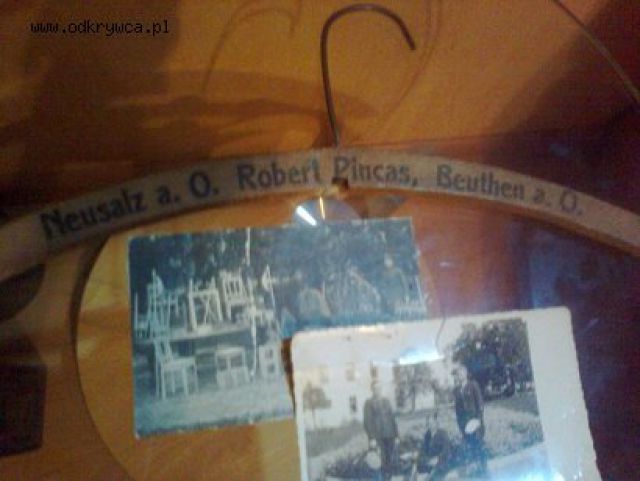 www.odkrywca.pl
Neusalz a. O. Robert Pincas, Beuthen a. O.